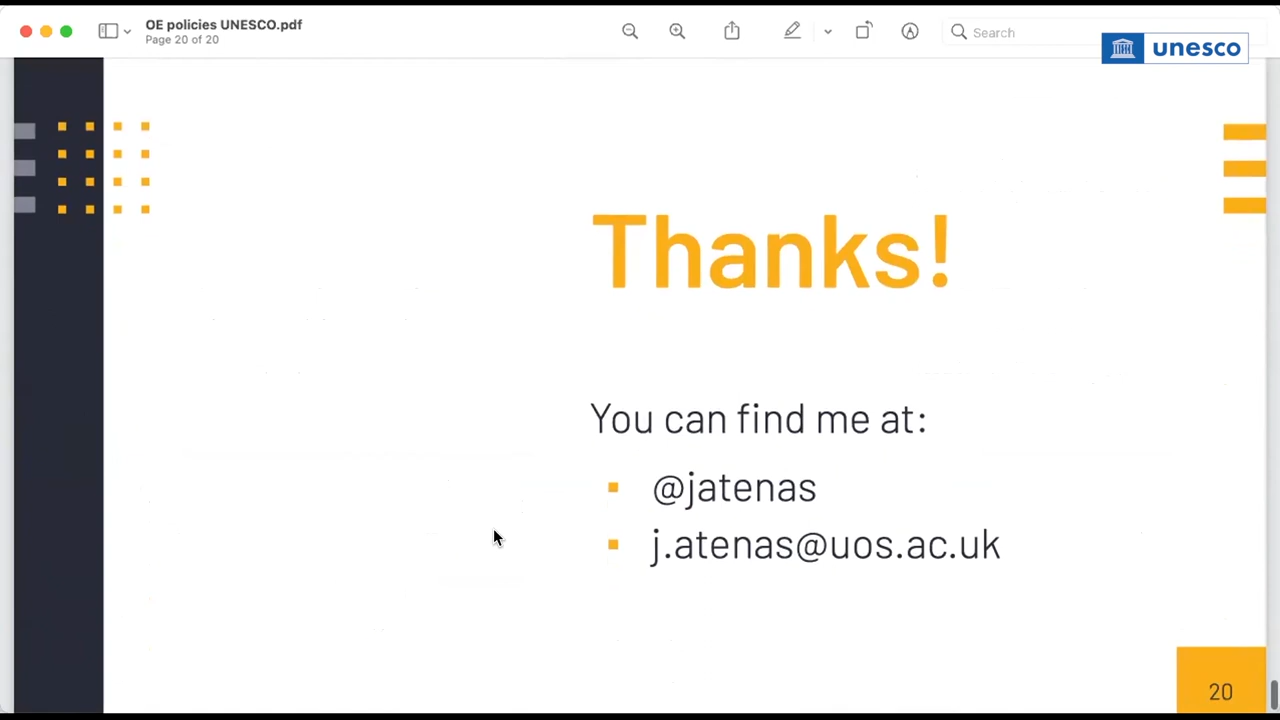 OE policies UNESCO.pdf
Page 20 of 20
Search
unesco
Thanks!
You can find me at:
@jatenas
j.atenas@uos.ac.uk
20